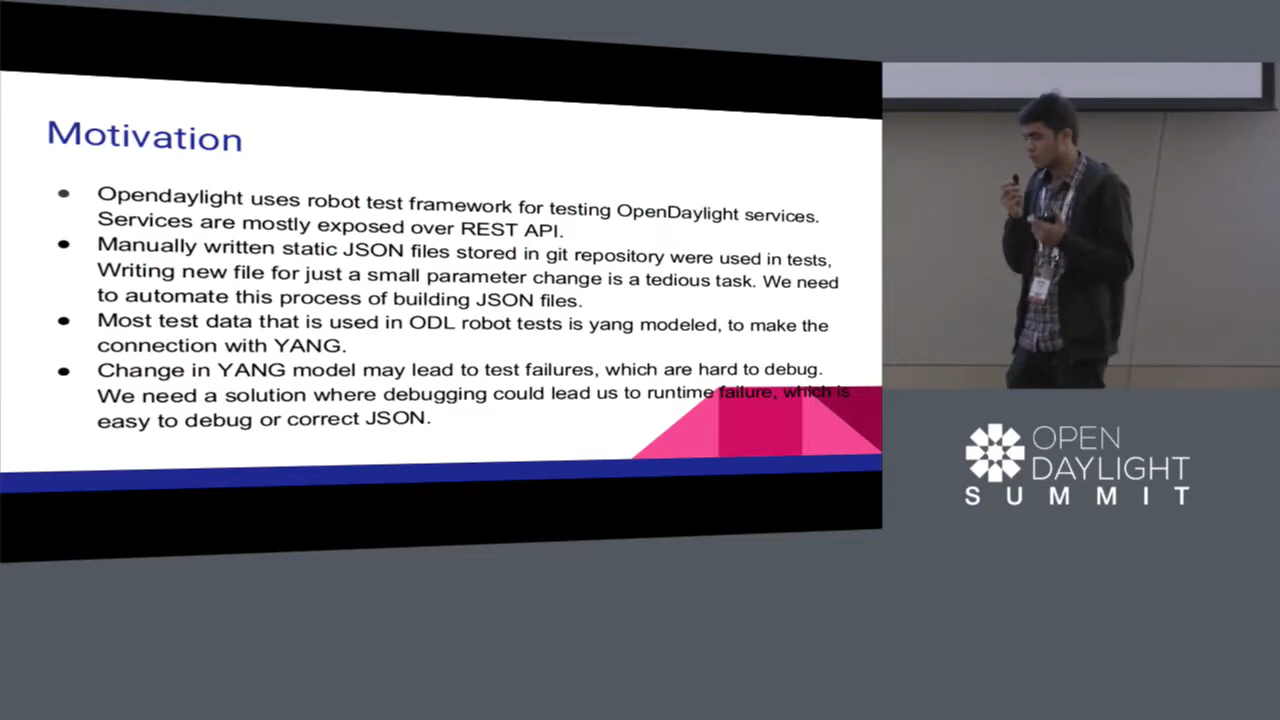 Motivation
Opendaylight uses robot test framework for testing OpenDaylight services.
Services are mostly exposed over REST API.
Manually written static JSON files stored in git repository were used in tests,
Writing new file for just a small parameter change is a tedious task. We need
to automate this process of building JSON files.
Most test data that is used in ODL robot tests is yang modeled, to make the
connection with YANG.
Change in YANG model may lead to test failures, which are hard to debug.
We need a solution where debugging could lead us to runtime failure, which is
easy to debug or correct JSON.
OPEN
DAYLIGHT
SUMMIT